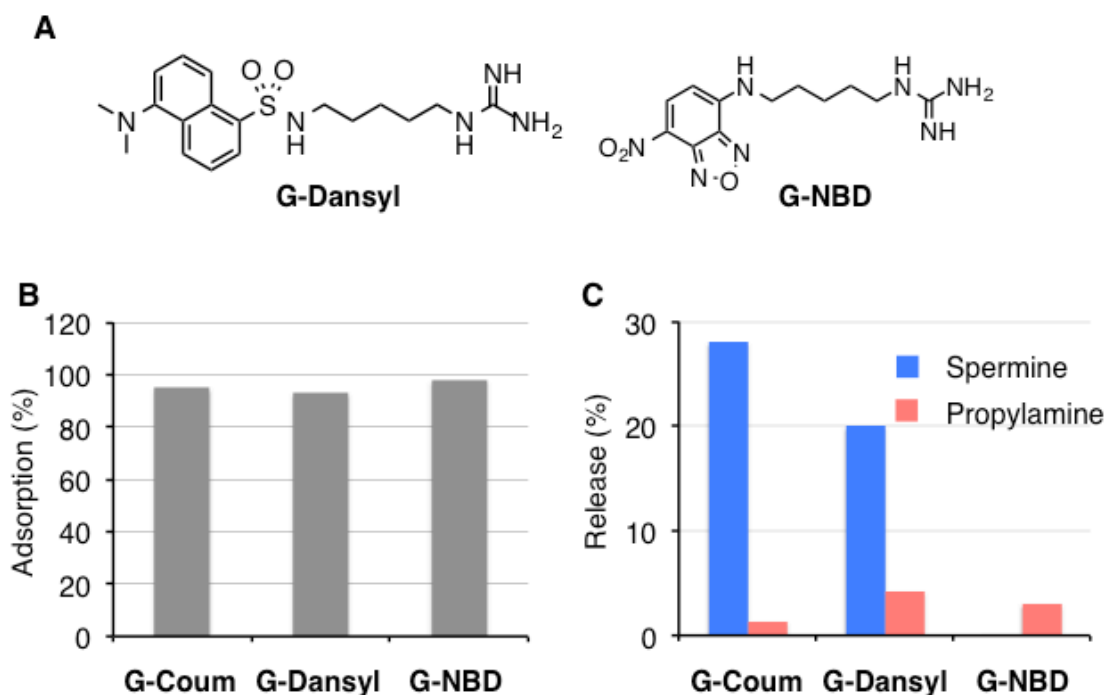 A
O O
S
N
N
H
N
H
NH
NH2
G-Dansyl
H
N
O2N
N
N
O
H
N
NH2
NH
G-NBD
B
120
100
80
60
40
20
0
Adsorption (%)
G-Coum G-Dansyl G-NBD
C
30
20
10
0
Release (%)
Spermine
Propylamine
G-Coum G-Dansyl G-NBD